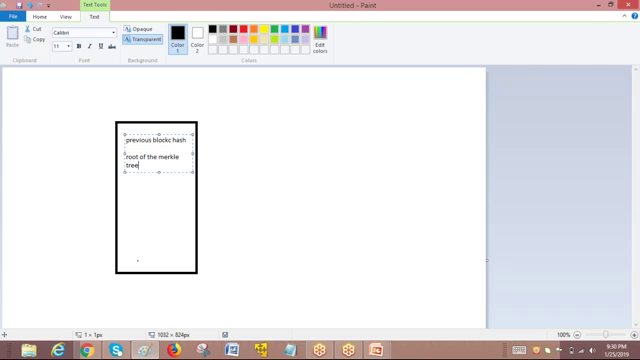 Text Tools
Untitled - Paint
File
Home
View
Text
Paste
Cut
Copy
Clipboard
Calibri
11
B I U abc
Font
Opaque
Transparent
Background
Color
1
Color
2
Edit
colors
Colors
previous blockc hash
root of the merkle
tree
1 × 1px
1032 × 824px
100%
9:30 PM
1/25/2019